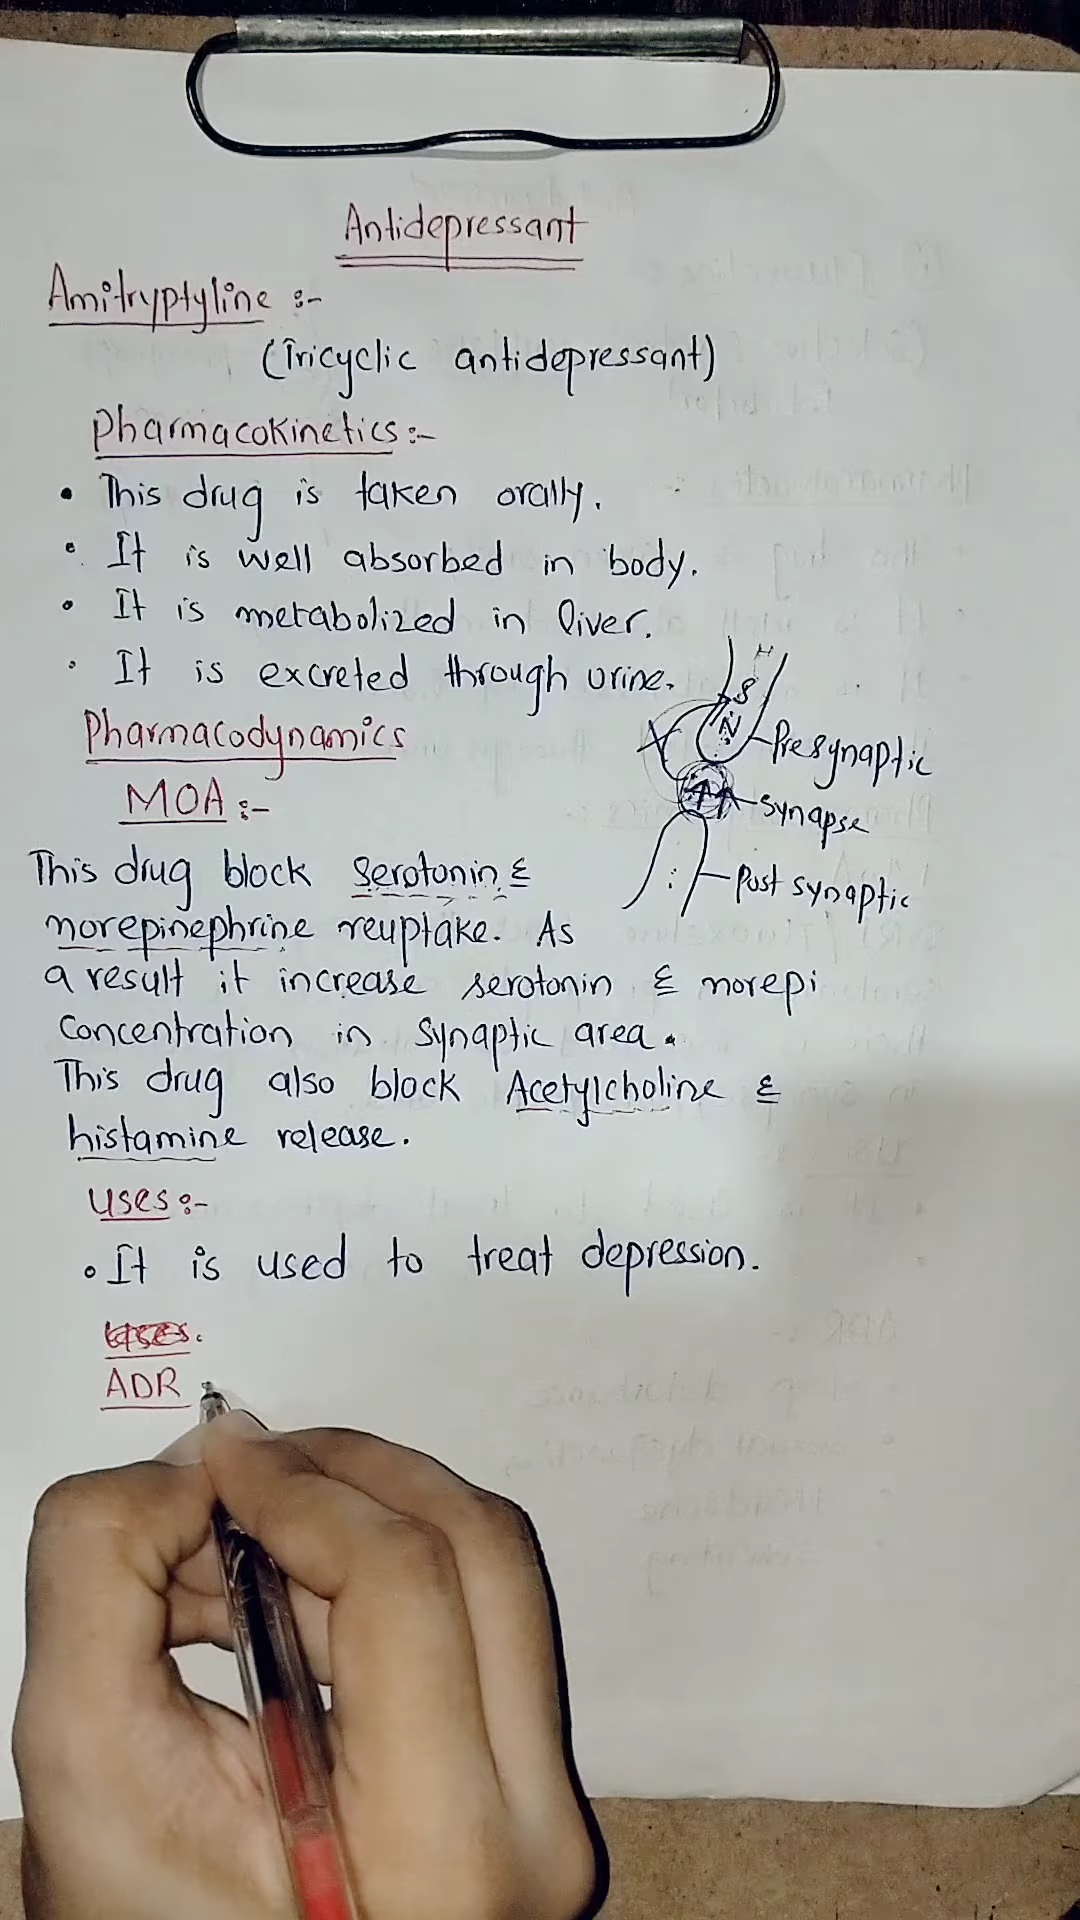 Antidepressant
Amitryptyline :-
(Tricyclic antidepressant)
Pharmacokinetics :-
• This drug is taken orally.
• It is well absorbed in body.
• It is metabolized in liver.
• It is excreted through urine.
Pharmacodynamics
MOA :-
This drug block Serotonin &
norepinephrine reuptake. As
a result it increase serotonin & norepi
Concentration in synaptic area.
This drug also block Acetylcholine &
histamine release.
Uses :-
• It is used to treat depression.
ADR
S
N
Presynaptic
Synapse
Post synaptic